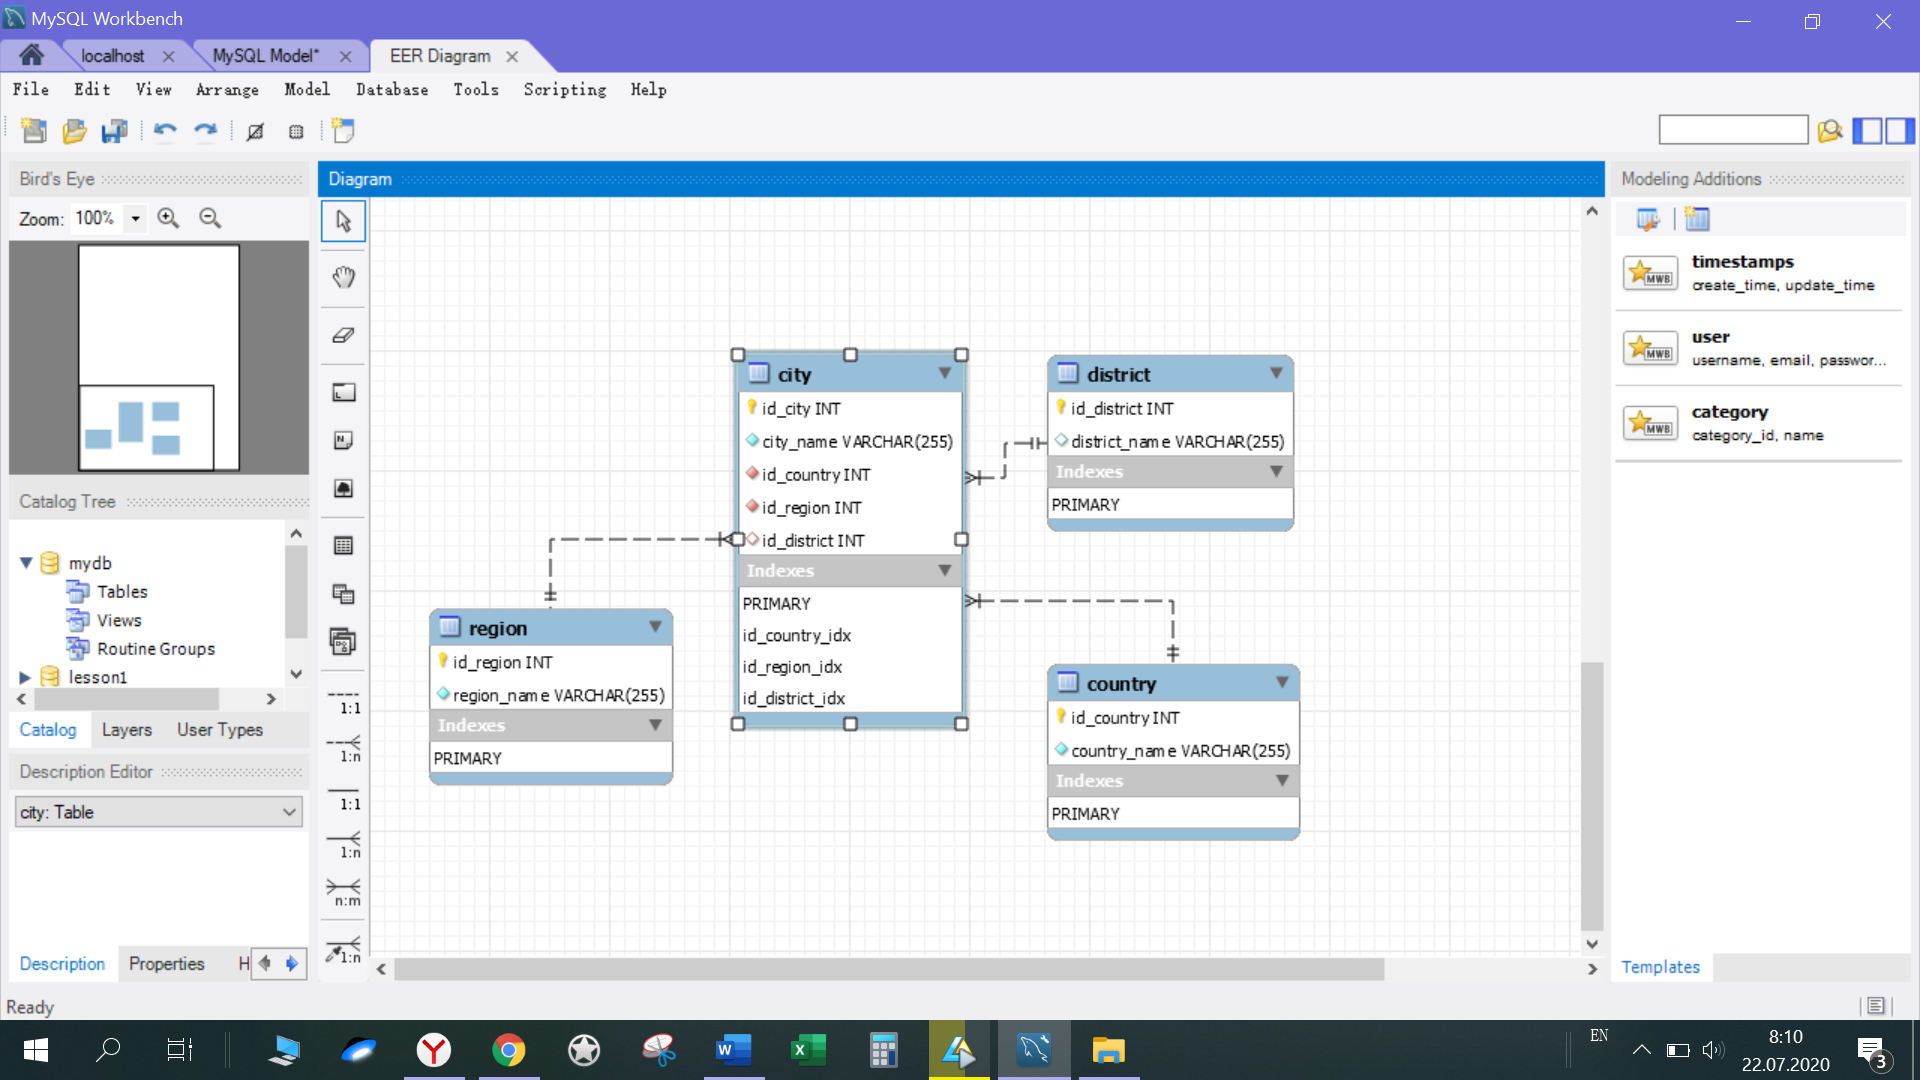 MySQL Workbench
localhost
MySQL Model*
EER Diagram
File Edit View Arrange Model Database Tools Scripting Help
Bird's Eye
Zoom: 100%
Catalog Tree
mydb
Tables
Views
Routine Groups
lesson1
Catalog Layers User Types
Description Editor
city: Table
Description Properties H
Ready
Diagram
1:1
1:n
1:1
1:n
n:m
1:n
city
id_city INT
city_name VARCHAR(255)
id_country INT
id_region INT
id_district INT
Indexes
PRIMARY
id_country_idx
id_region_idx
id_district_idx
district
id_district INT
district_name VARCHAR(255)
Indexes
PRIMARY
region
id_region INT
region_name VARCHAR(255)
Indexes
PRIMARY
country
id_country INT
country_name VARCHAR(255)
Indexes
PRIMARY
Modeling Additions
MWB
timestamps
create_time, update_time
MWB
user
username, email, passwor...
MWB
category
category_id, name
Templates
EN
8:10
22.07.2020
3